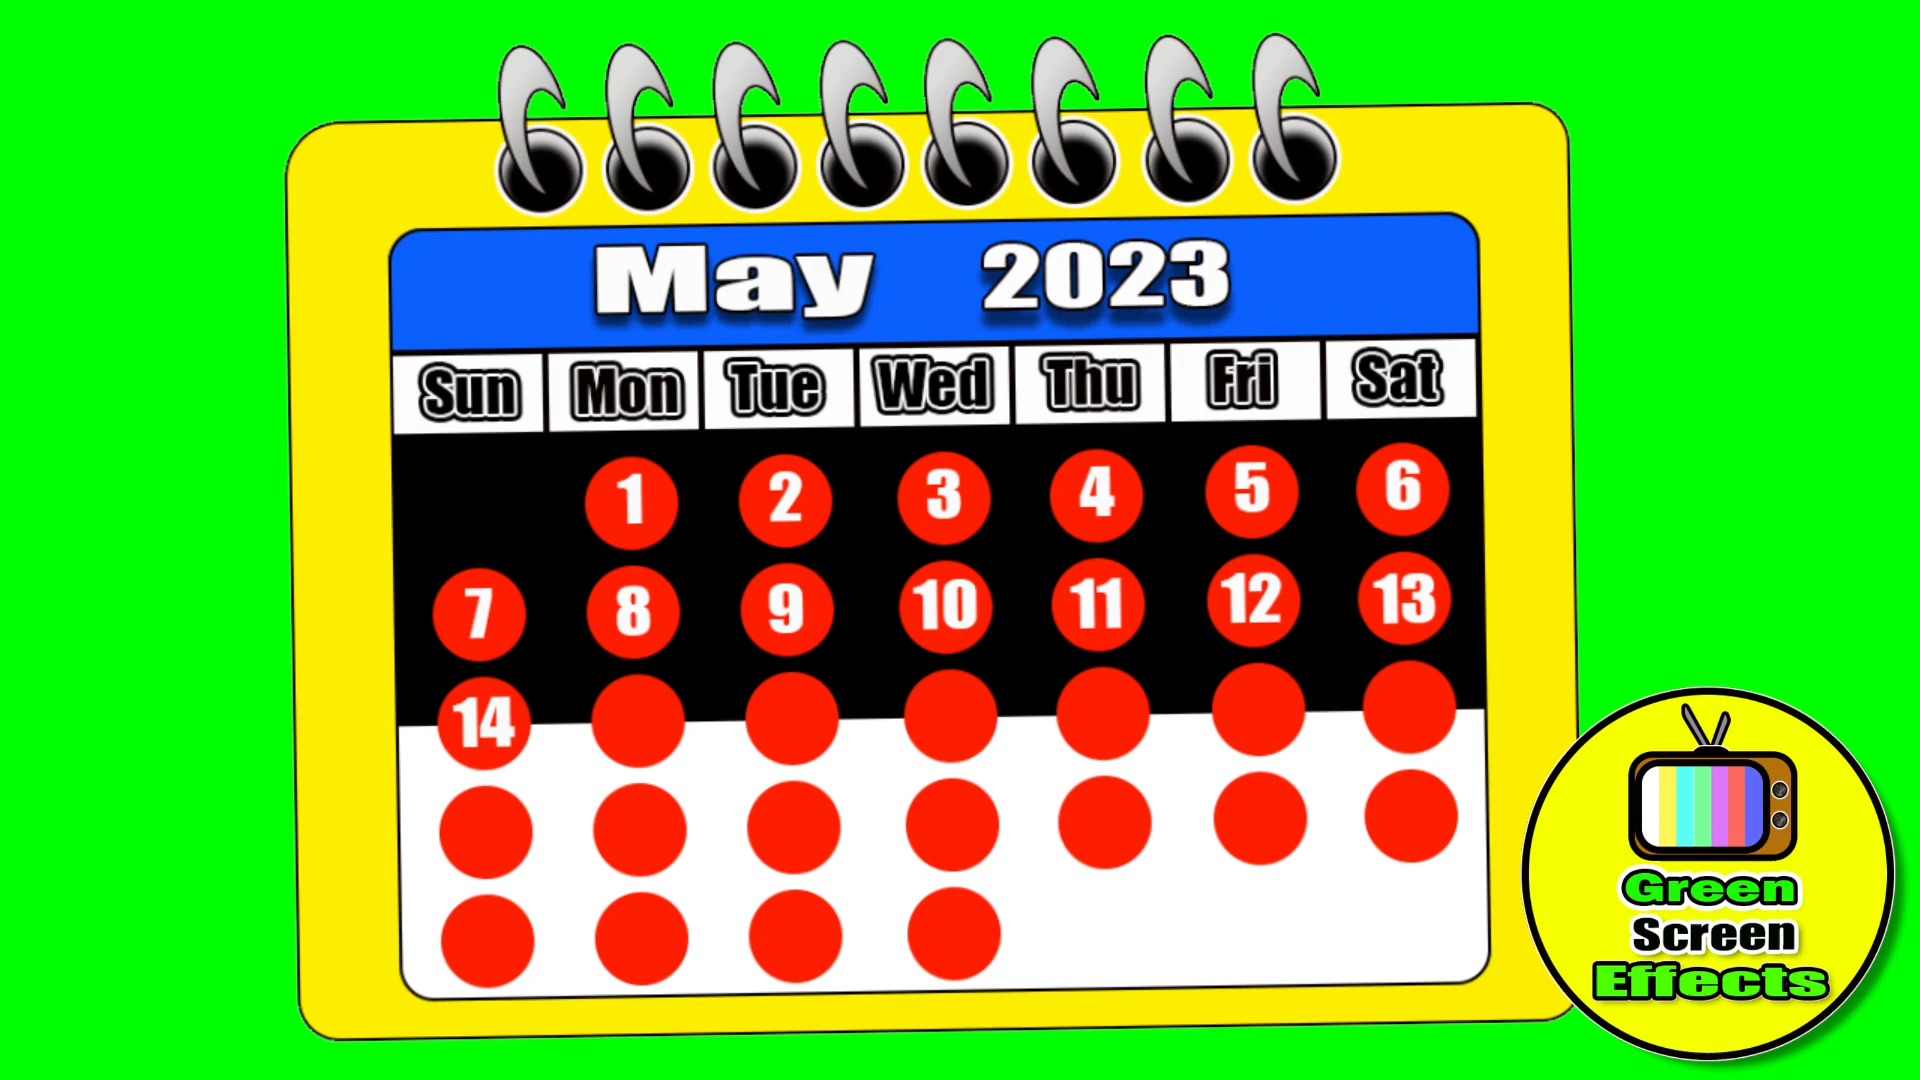 May 2023
Sun Mon Tue Wed Thu Fri Sat
1 2 3 4 5 6
7 8 9 10 11 12 13
14
Green
Screen
Effects